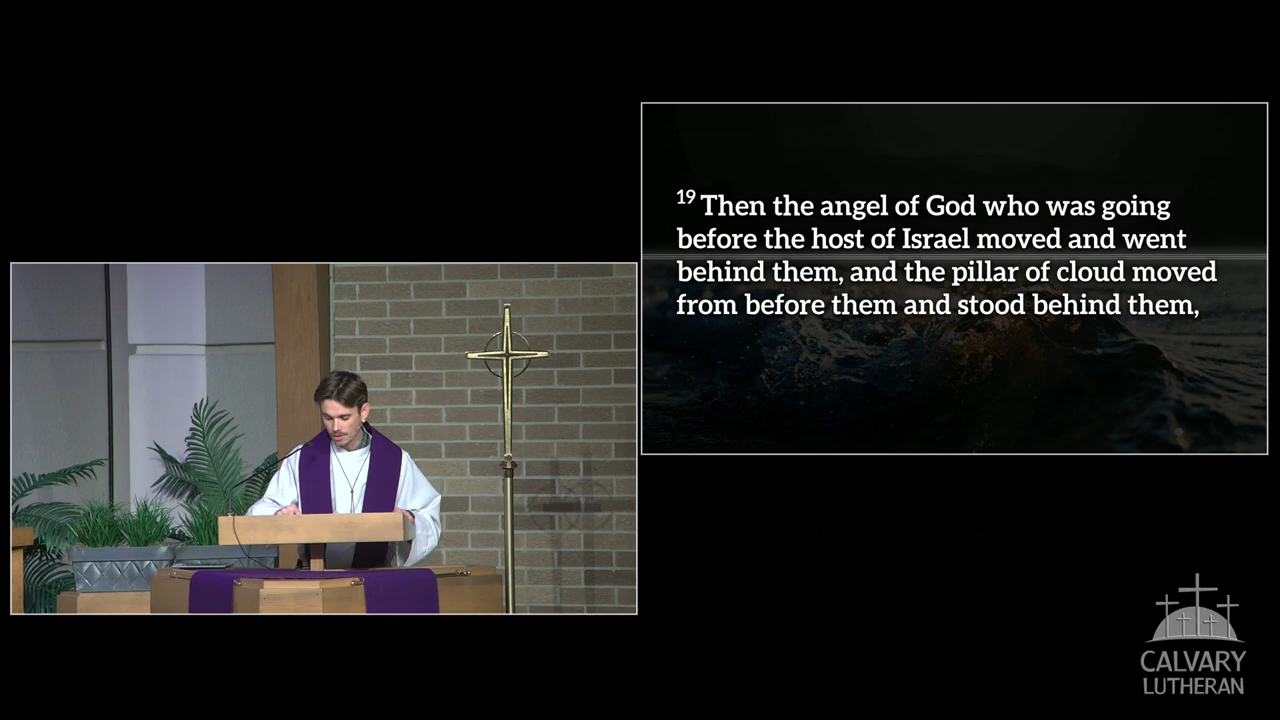 19 Then the angel of God who was going
before the host of Israel moved and went
behind them, and the pillar of cloud moved
from before them and stood behind them,
CALVARY
LUTHERAN